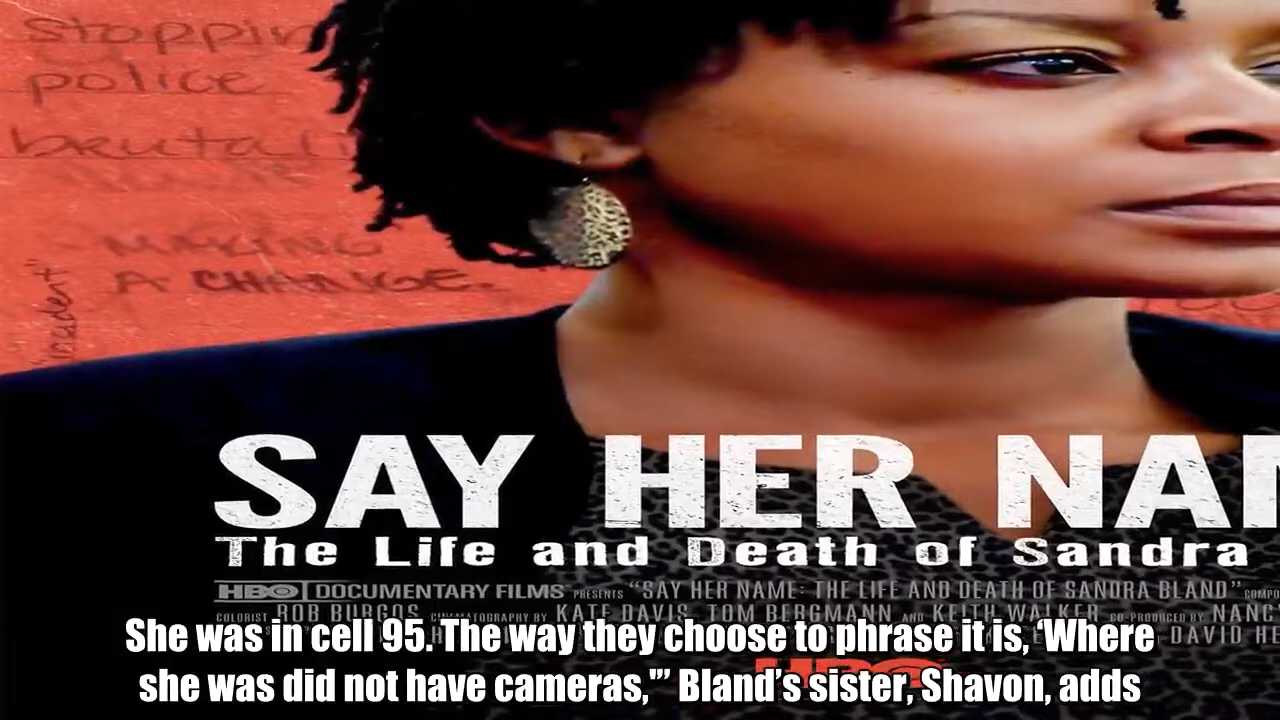 stoppin
police
brutali
MAKING
A CHANGE.
SAY HER NAM
The Life and Death of Sandra
HBO DOCUMENTARY FILMS PRESENTS "SAY HER NAME: THE LIFE AND DEATH OF SANDRA BLAND"
COLORIST ROB BURGOS CINEMATOGRAPHY BY KATE DAVIS, TOM BERGMANN AND KEITH WALKER CO-PRODUCED BY NANC
DAVID HE
She was in cell 95. The way they choose to phrase it is, ‘Where
she was did not have cameras,’” Bland’s sister, Shavon, adds
HBO